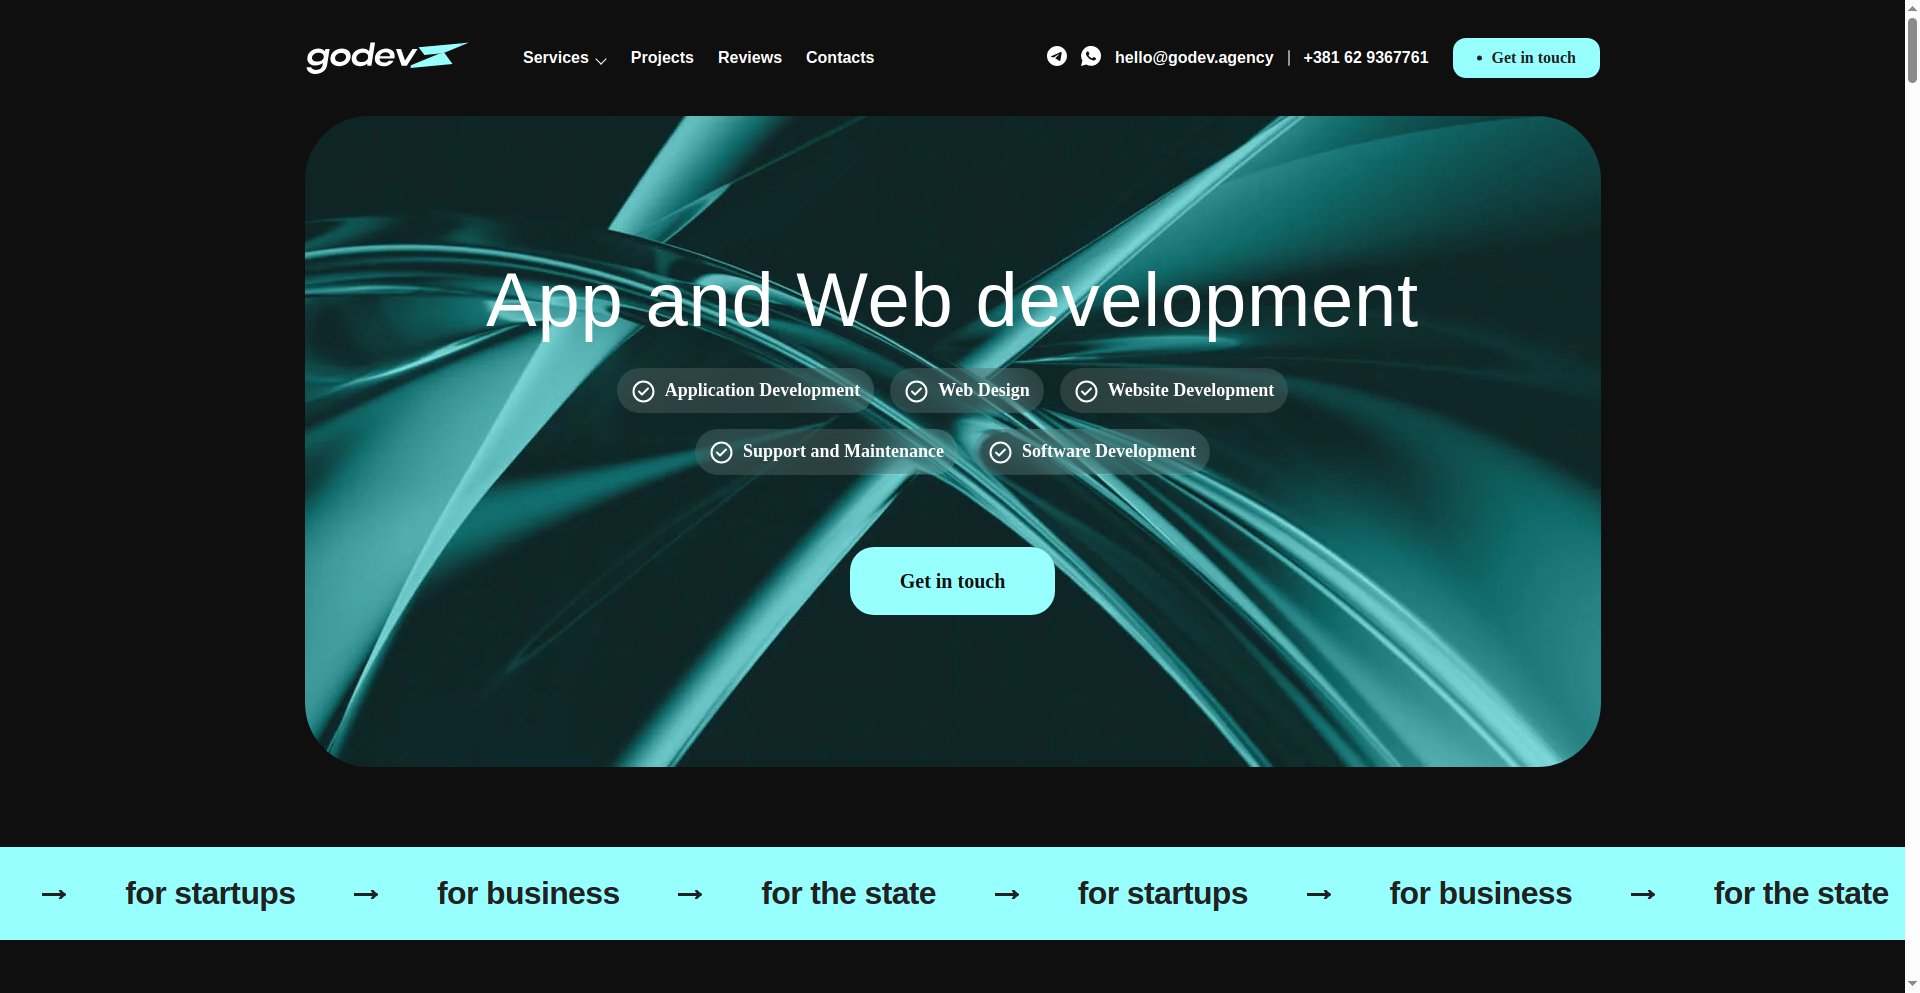 godev Services Projects Reviews Contacts hello@godev.agency | +381 62 9367761 • Get in touch
App and Web development
Application Development Web Design Website Development
Support and Maintenance Software Development
Get in touch
→ for startups → for business → for the state → for startups → for business → for the state